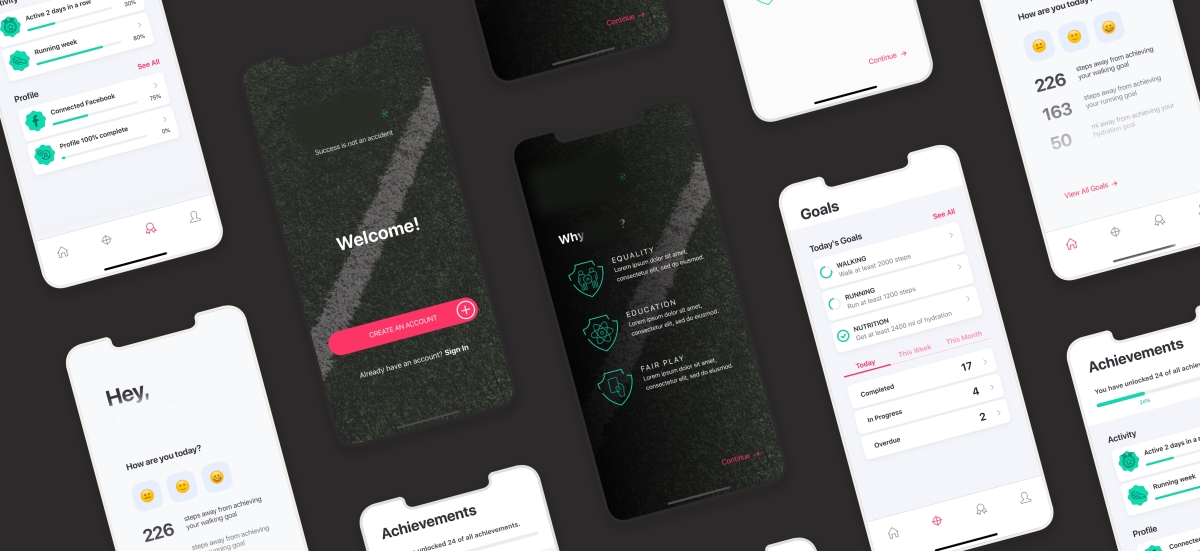 tivity
Active 2 days in a row
30%
Running week
80%
See All
Profile
Connected Facebook
75%
Profile 100% complete
0%
Success is not an accident
Welcome!
CREATE AN ACCOUNT
Already have an account? Sign In
Continue →
Why ?
EQUALITY
Lorem ipsum dolor sit amet,
consectetur elit, sed do eiusmod.
EDUCATION
Lorem ipsum dolor sit amet,
consectetur elit, sed do eiusmod.
FAIR PLAY
Lorem ipsum dolor sit amet,
consectetur elit, sed do eiusmod.
Continue →
Continue →
Goals
See All
Today's Goals
WALKING
Walk at least 2000 steps
RUNNING
Run at least 1200 steps
NUTRITION
Get at least 2400 ml of hydration
Today
This Week
This Month
Completed
17
In Progress
4
Overdue
2
How are you today?
226
steps away from achieving
your walking goal
163
steps away from achieving
your running goal
50
ml away from achieving your
hydration goal
View All Goals →
Hey,
How are you today?
226
steps away from achieving
your walking goal
steps away from achieving
your running goal
Achievements
unlocked 24 of all achievements.
Achievements
You have unlocked 24 of all achiev
24%
Activity
Active 2 days in a r
Running week
Profile
Connected